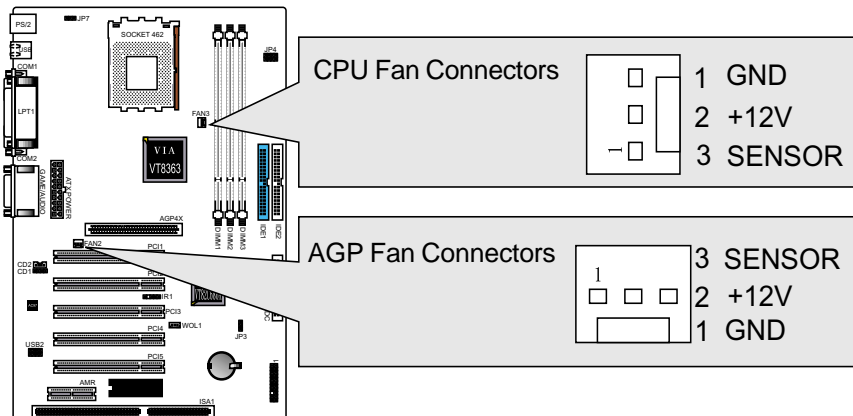 PS/2
JP7
SOCKET 462
USB
JP4
COM1
LPT1
FAN3
COM2
VIA
VT8363
GAME/AUDIO
ATX POWER
AGP4X
DIMM1
DIMM2
DIMM3
IDE1
IDE2
FAN2
PCI1
CD2
CD1
IR1
PCI3
WOL1
PCI4
JP3
USB2
PCI5
AMR
ISA1
CPU Fan Connectors
1
1 GND
2 +12V
3 SENSOR
AGP Fan Connectors
1
3 SENSOR
2 +12V
1 GND